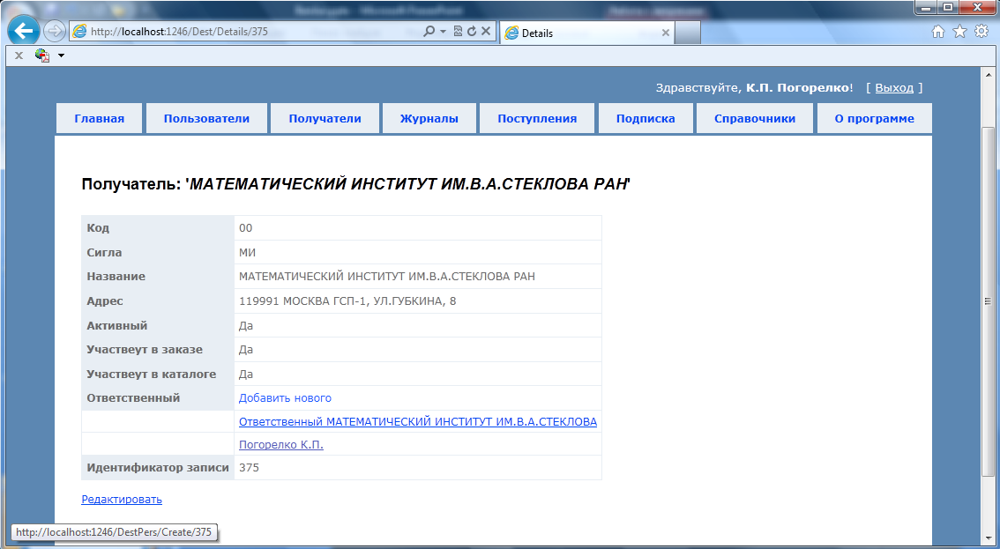 http://localhost:1246/Dest/Details/375
Details
Здравствуйте, К.П. Погорелко! [ Выход ]
Главная Пользователи Получатели Журналы Поступления Подписка Справочники О программе
Получатель: 'МАТЕМАТИЧЕСКИЙ ИНСТИТУТ ИМ.В.А.СТЕКЛОВА РАН'
Код 00
Сигла МИ
Название МАТЕМАТИЧЕСКИЙ ИНСТИТУТ ИМ.В.А.СТЕКЛОВА РАН
Адрес 119991 МОСКВА ГСП-1, УЛ.ГУБКИНА, 8
Активный Да
Участвеут в заказе Да
Участвеут в каталоге Да
Ответственный Добавить нового
Ответственный МАТЕМАТИЧЕСКИЙ ИНСТИТУТ ИМ.В.А.СТЕКЛОВА
Погорелко К.П.
Идентификатор записи 375
Редактировать
http://localhost:1246/DestPers/Create/375